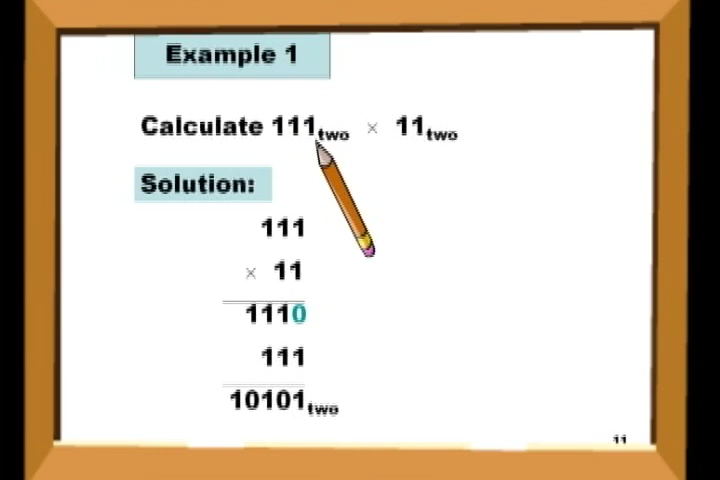 Example 1
Calculate 111two × 11two
Solution:
111
× 11
1110
111
10101two
11